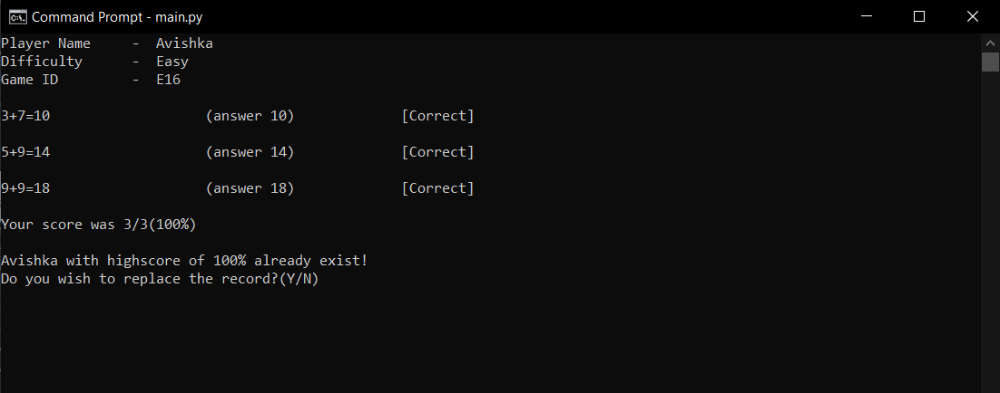 Command Prompt - main.py
Player Name     -  Avishka
Difficulty      -  Easy
Game ID         -  E16
3+7=10                   (answer 10)             [Correct]
5+9=14                   (answer 14)             [Correct]
9+9=18                   (answer 18)             [Correct]
Your score was 3/3(100%)
Avishka with highscore of 100% already exist!
Do you wish to replace the record?(Y/N)